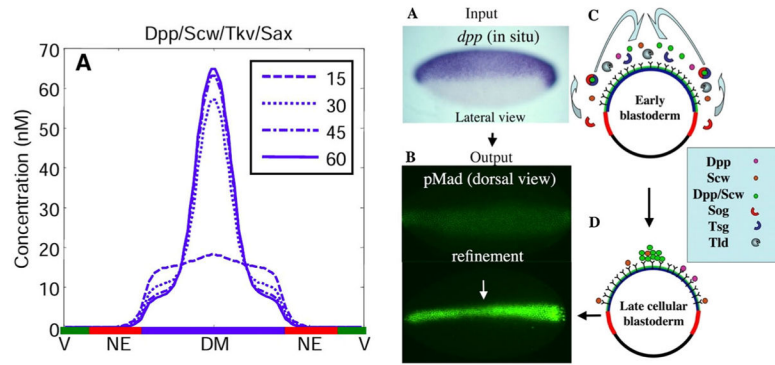 Dpp/Scw/Tkv/Sax
A
70
60
50
40
30
20
10
0
Concentration (nM)
15
30
45
60
V NE DM NE V
A Input
dpp (in situ)
Lateral view
B Output
pMad (dorsal view)
refinement
C
Early
blastoderm
Dpp
Scw
Dpp/Scw
Sog
Tsg
Tld
D
Late cellular
blastoderm